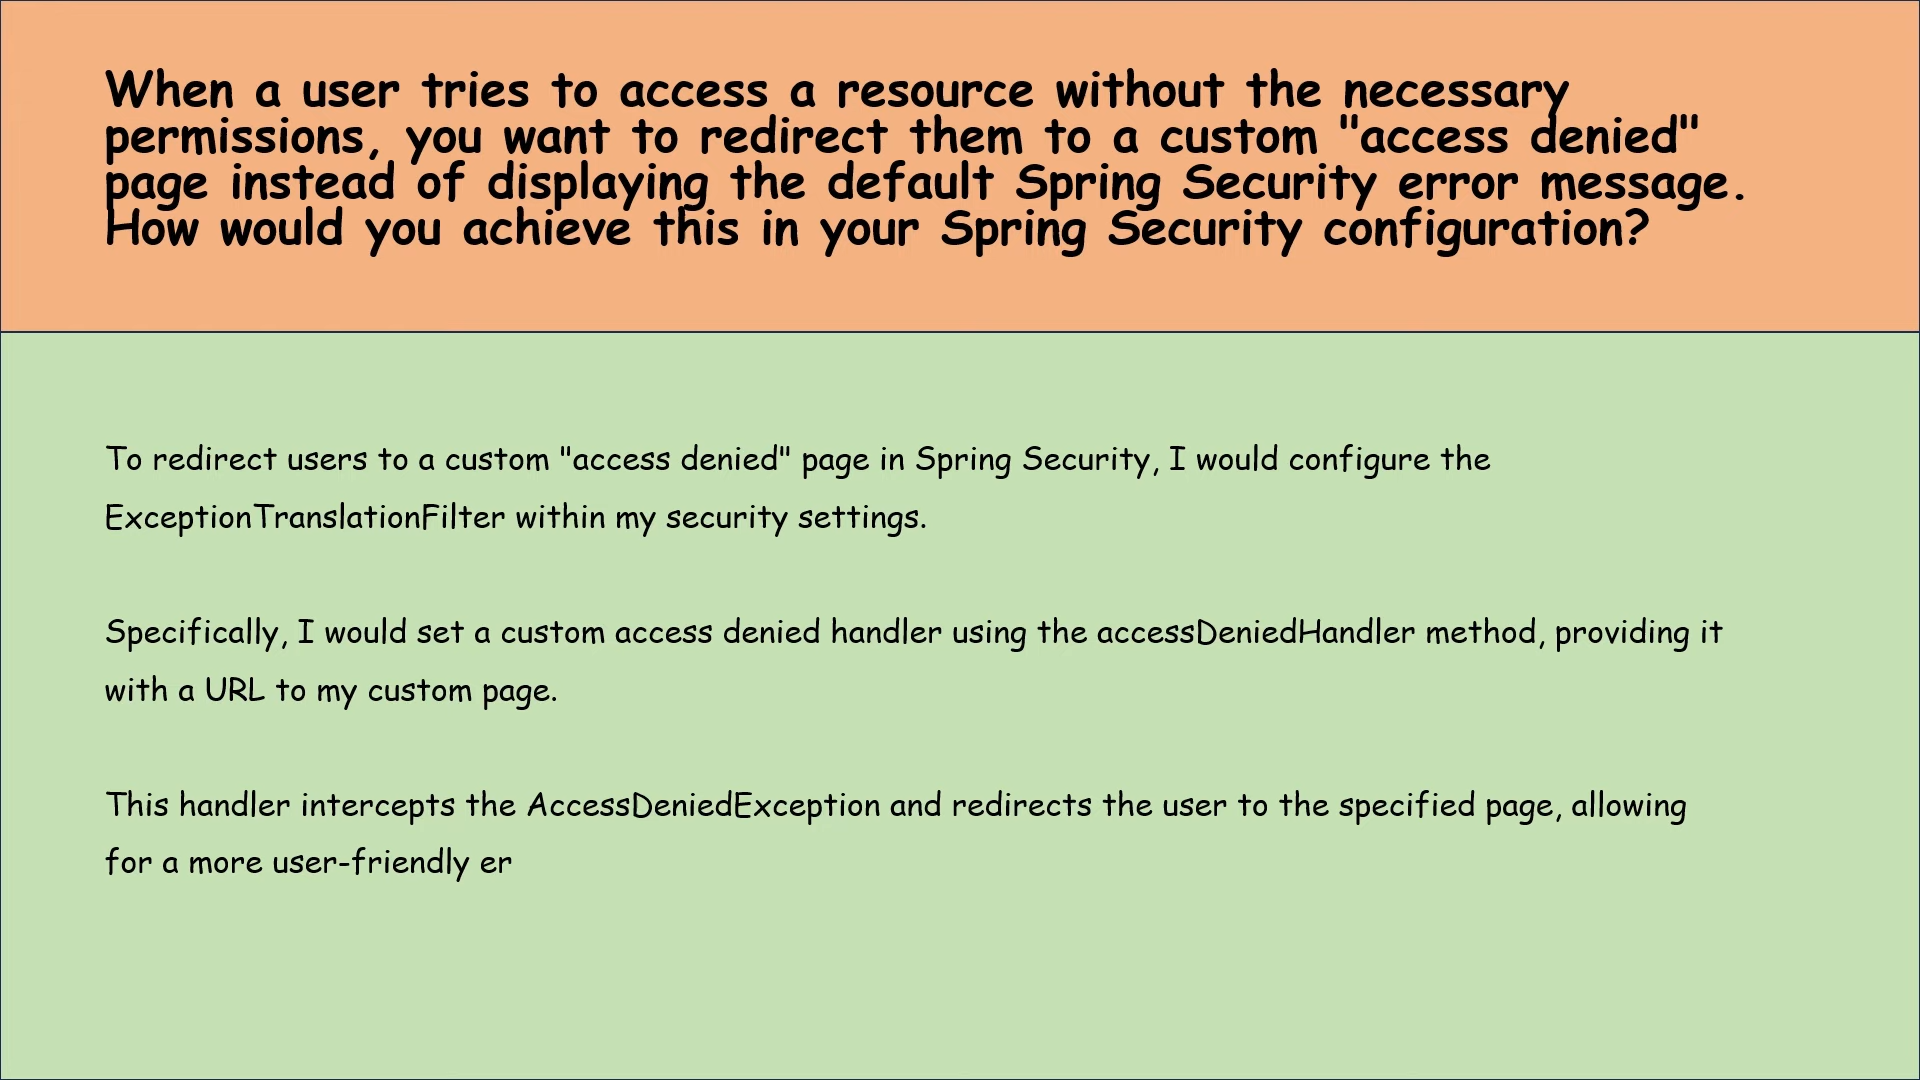 When a user tries to access a resource without the necessary
permissions, you want to redirect them to a custom "access denied"
page instead of displaying the default Spring Security error message.
How would you achieve this in your Spring Security configuration?
To redirect users to a custom "access denied" page in Spring Security, I would configure the
ExceptionTranslationFilter within my security settings.
Specifically, I would set a custom access denied handler using the accessDeniedHandler method, providing it
with a URL to my custom page.
This handler intercepts the AccessDeniedException and redirects the user to the specified page, allowing
for a more user-friendly er